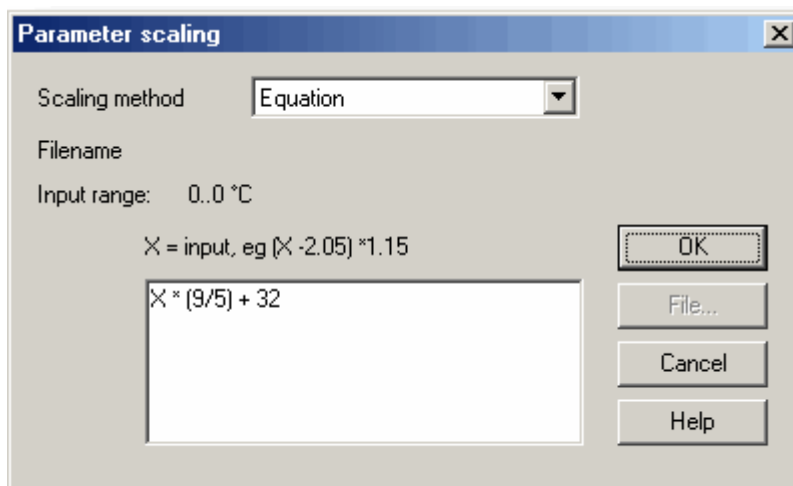 Parameter scaling
Scaling method Equation
Filename
Input range: 0..0 °C
X = input, eg (X -2.05) *1.15
OK
X * (9/5) + 32
File...
Cancel
Help